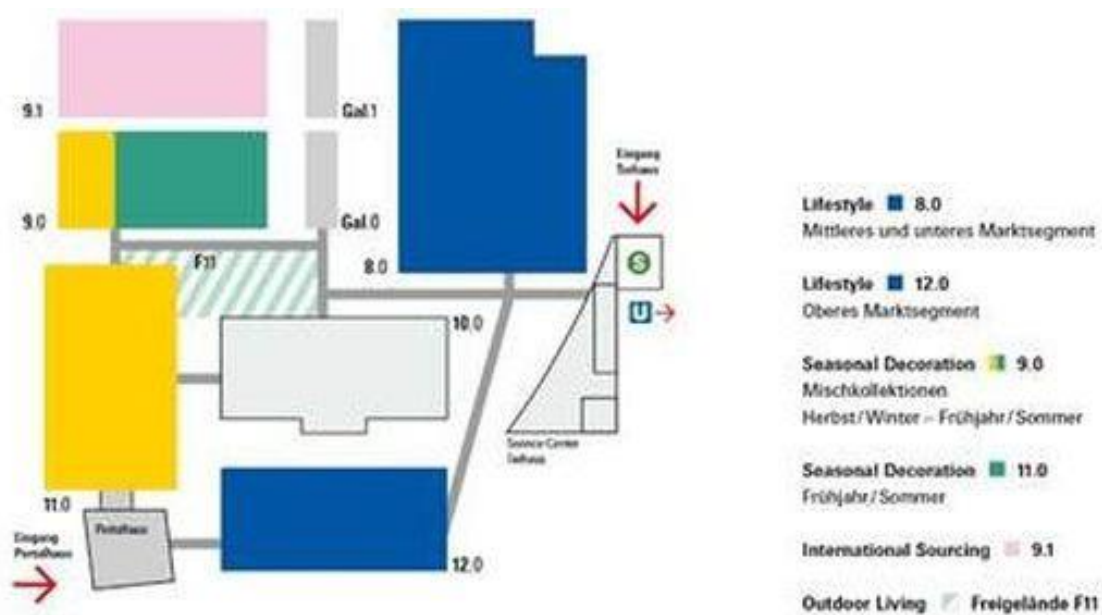 9.1
Gal.1
9.0
Gal.0
F11
8.0
10.0
11.0
12.0
Eingang
Torhaus
S
U
Service-Center
Torhaus
Portalhaus
Eingang
Portalhaus
Lifestyle 8.0
Mittleres und unteres Marktsegment
Lifestyle 12.0
Oberes Marktsegment
Seasonal Decoration 9.0
Mischkollektionen
Herbst/Winter – Frühjahr/Sommer
Seasonal Decoration 11.0
Frühjahr/Sommer
International Sourcing 9.1
Outdoor Living Freigelände F11